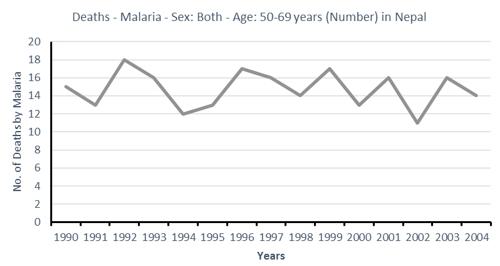 Deaths - Malaria - Sex: Both - Age: 50-69 years (Number) in Nepal
No. of Deaths by Malaria
20
18
16
14
12
10
8
6
4
2
0
1990 1991 1992 1993 1994 1995 1996 1997 1998 1999 2000 2001 2002 2003 2004
Years